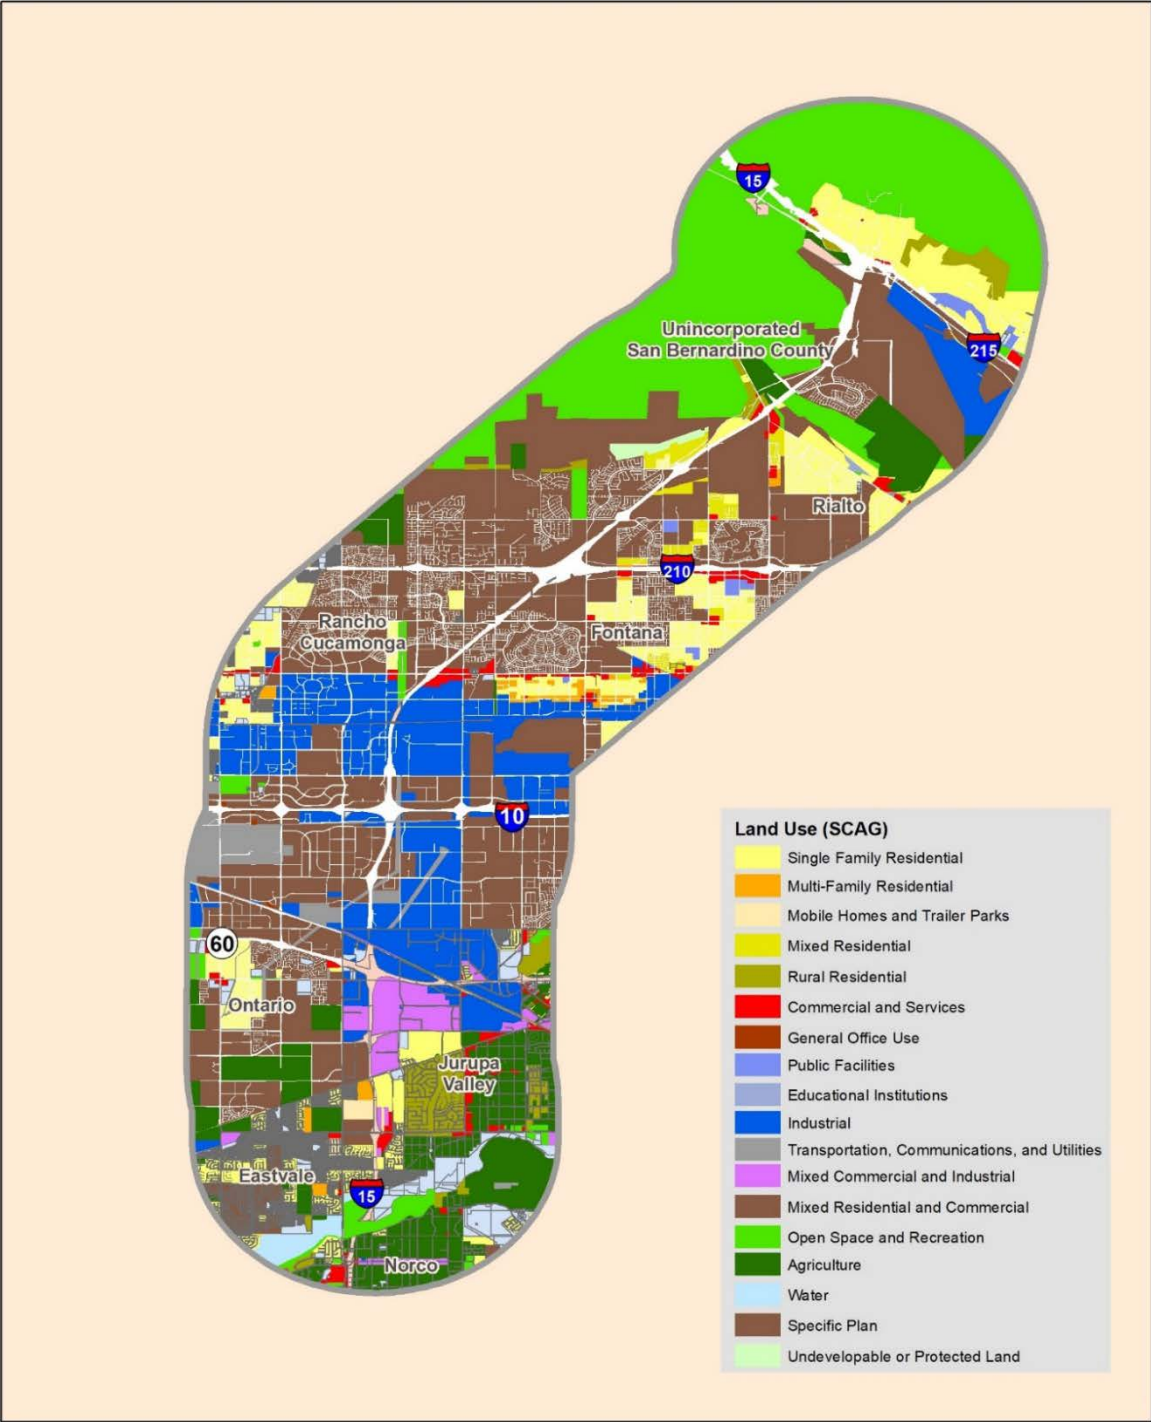 15
Unincorporated
San Bernardino County
215
Rialto
210
Rancho
Cucamonga
Fontana
10
60
Ontario
Jurupa
Valley
Eastvale
15
Norco
Land Use (SCAG)
Single Family Residential
Multi-Family Residential
Mobile Homes and Trailer Parks
Mixed Residential
Rural Residential
Commercial and Services
General Office Use
Public Facilities
Educational Institutions
Industrial
Transportation, Communications, and Utilities
Mixed Commercial and Industrial
Mixed Residential and Commercial
Open Space and Recreation
Agriculture
Water
Specific Plan
Undevelopable or Protected Land